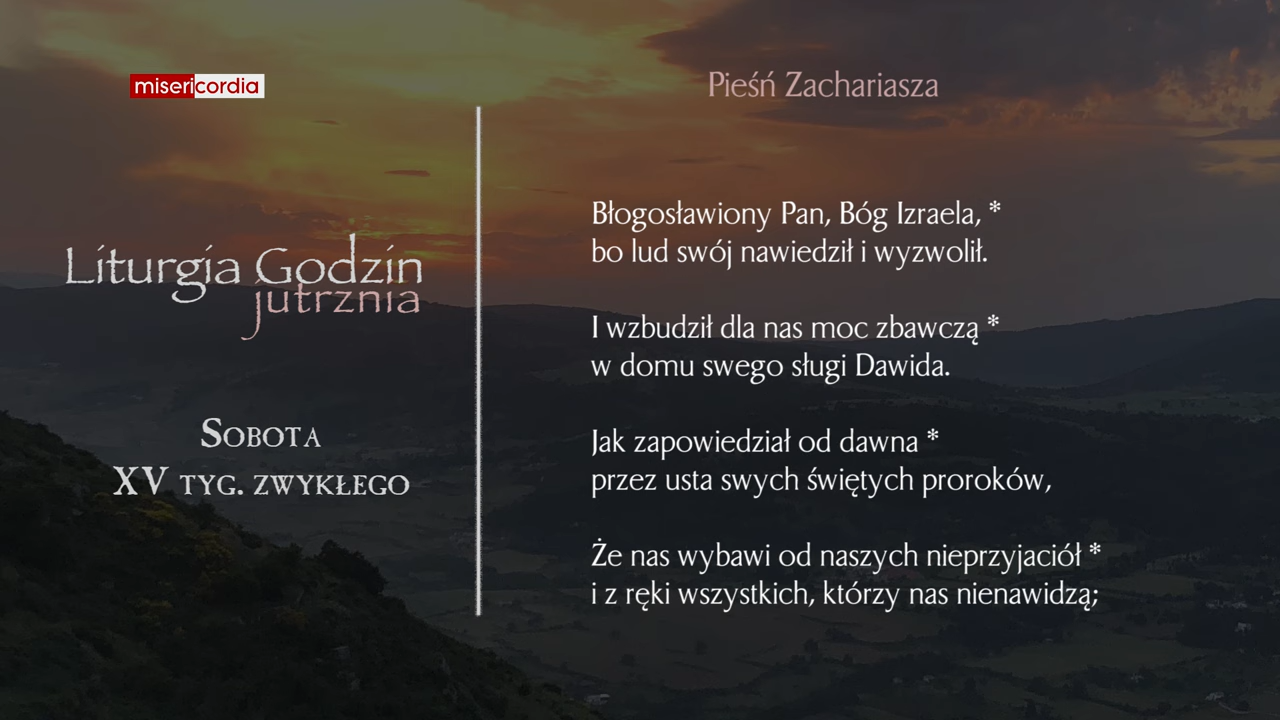 misericordia
Liturgia Godzin
jutrznia
Sobota
XV tyg. zwykłego
Pieśń Zachariasza
Błogosławiony Pan, Bóg Izraela, *
bo lud swój nawiedził i wyzwolił.
I wzbudził dla nas moc zbawczą *
w domu swego sługi Dawida.
Jak zapowiedział od dawna *
przez usta swych świętych proroków,
Że nas wybawi od naszych nieprzyjaciół *
i z ręki wszystkich, którzy nas nienawidzą;